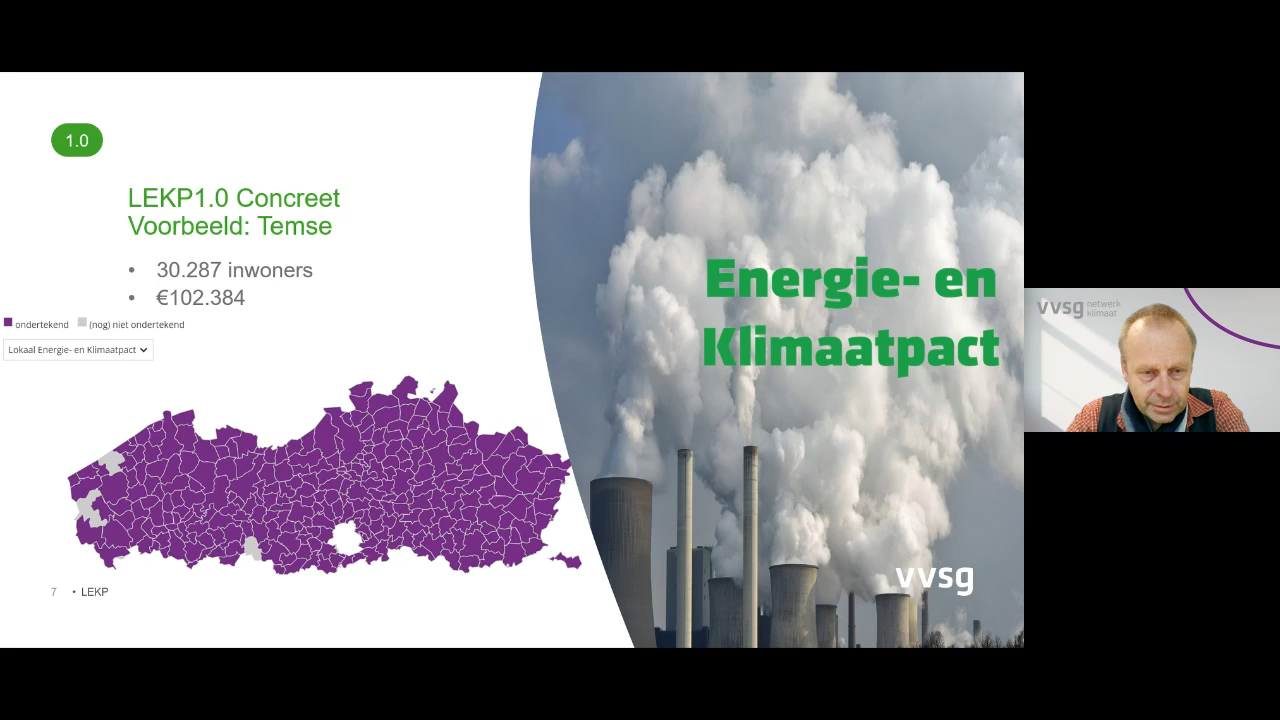 1.0
LEKP1.0 Concreet
Voorbeeld: Temse
• 30.287 inwoners
• €102.384
ondertekend (nog) niet ondertekend
Lokaal Energie- en Klimaatpact
7 • LEKP
Energie- en
Klimaatpact
vvsg
vvsg netwerk
klimaat